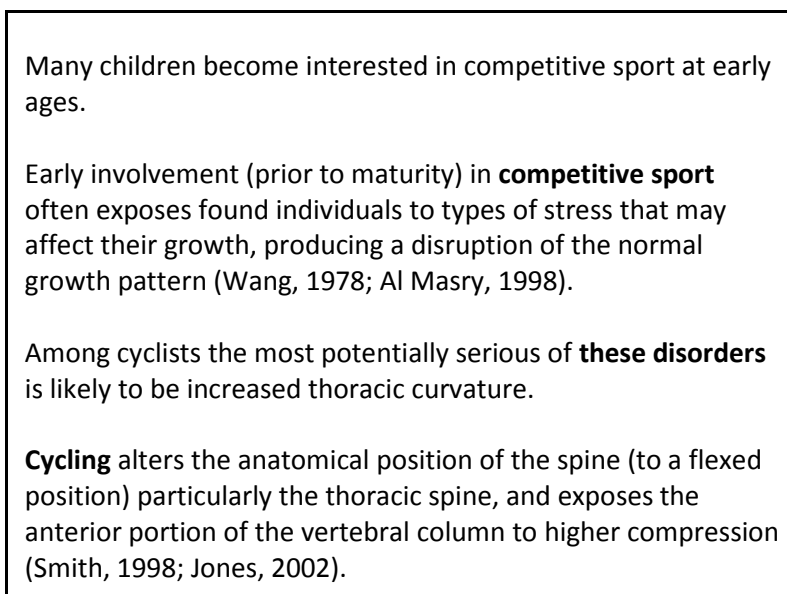 Many children become interested in competitive sport at early
ages.
Early involvement (prior to maturity) in competitive sport
often exposes found individuals to types of stress that may
affect their growth, producing a disruption of the normal
growth pattern (Wang, 1978; Al Masry, 1998).
Among cyclists the most potentially serious of these disorders
is likely to be increased thoracic curvature.
Cycling alters the anatomical position of the spine (to a flexed
position) particularly the thoracic spine, and exposes the
anterior portion of the vertebral column to higher compression
(Smith, 1998; Jones, 2002).